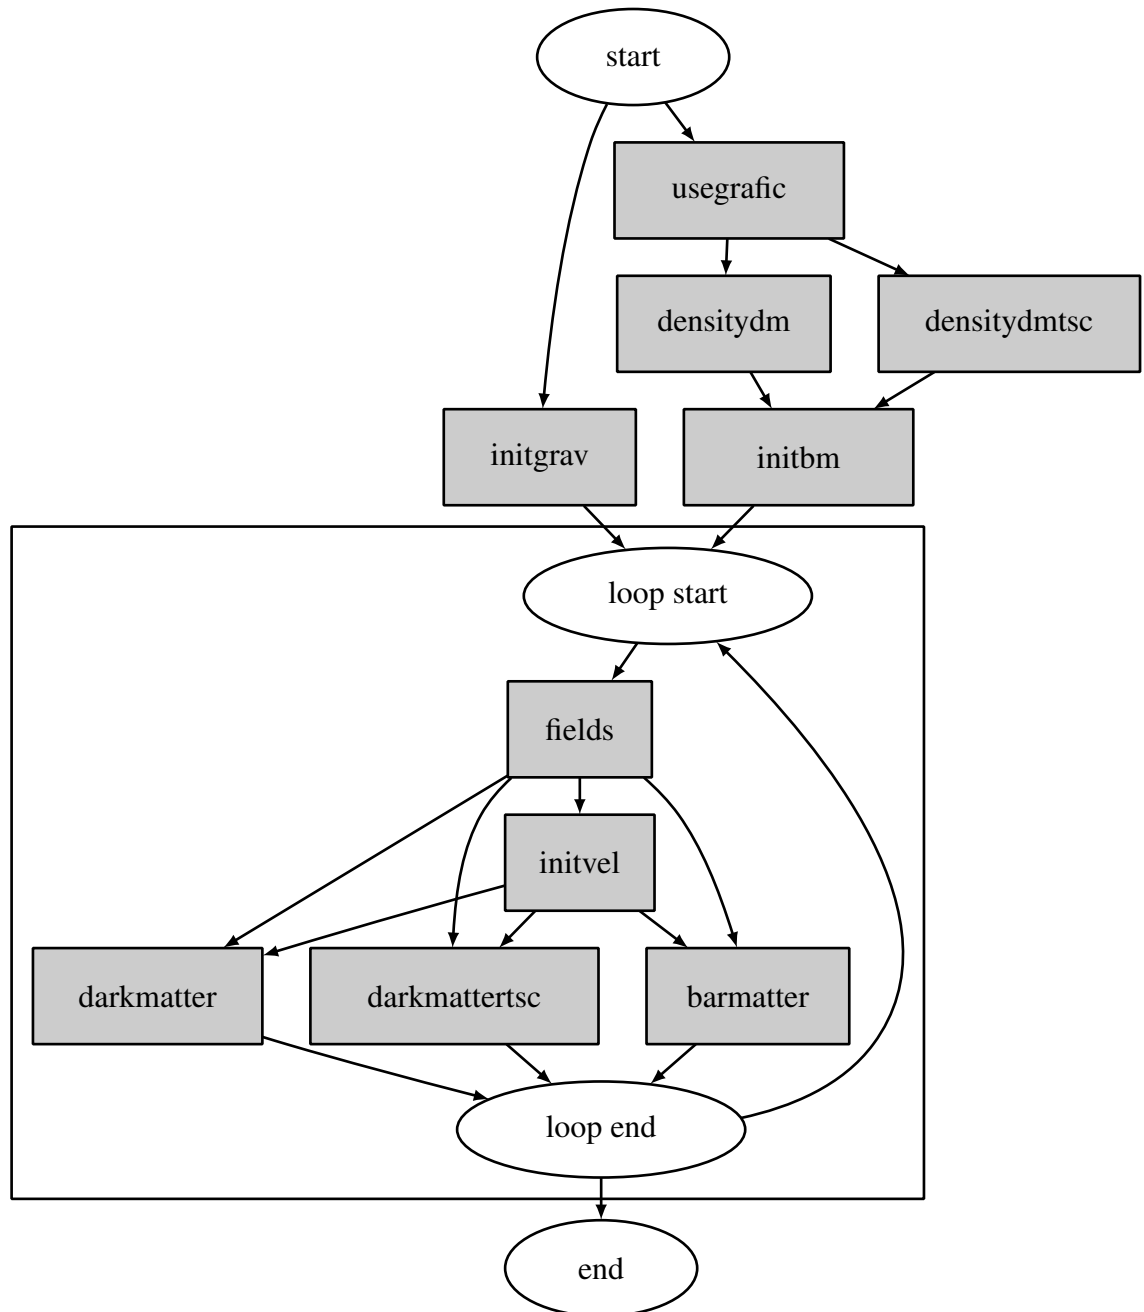 start
usegrafic
densitydm
densitydmtsc
initgrav
initbm
loop start
fields
initvel
darkmatter
darkmattertsc
barmatter
loop end
end